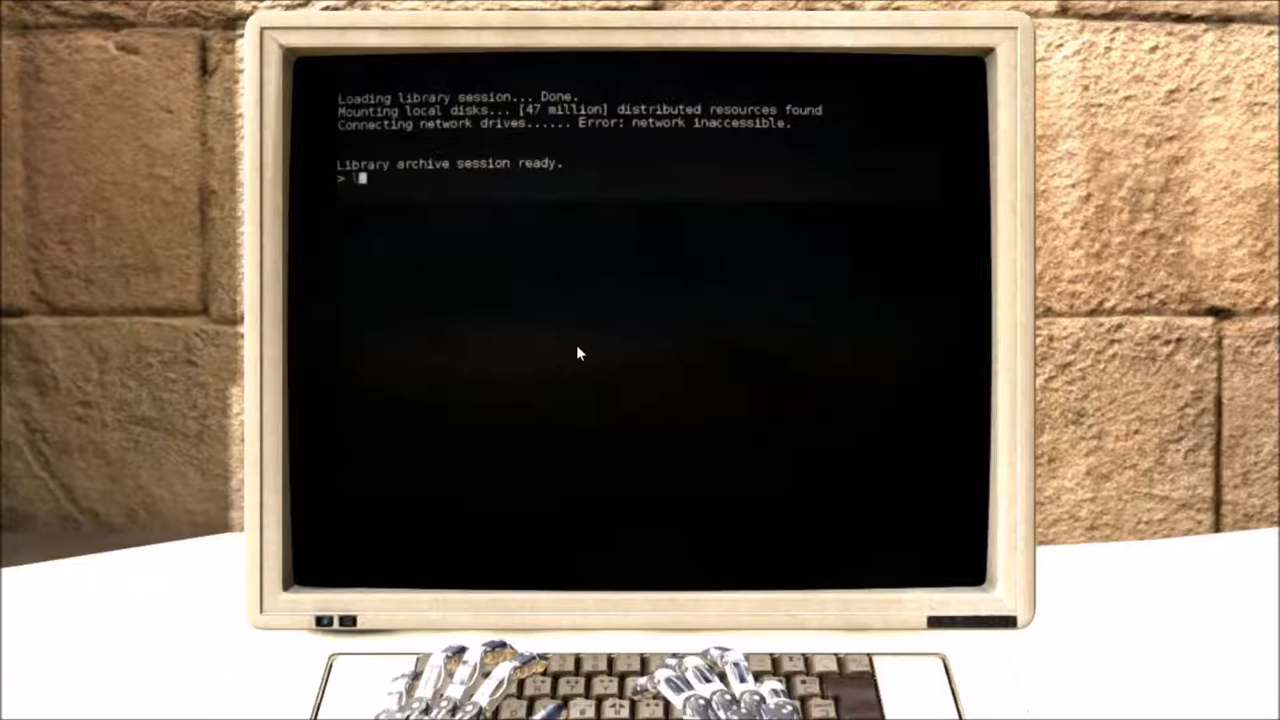 Loading library session... Done.
Mounting local disks... [47 million] distributed resources found
Connecting network drives...... Error: network inaccessible.
Library archive session ready.
>